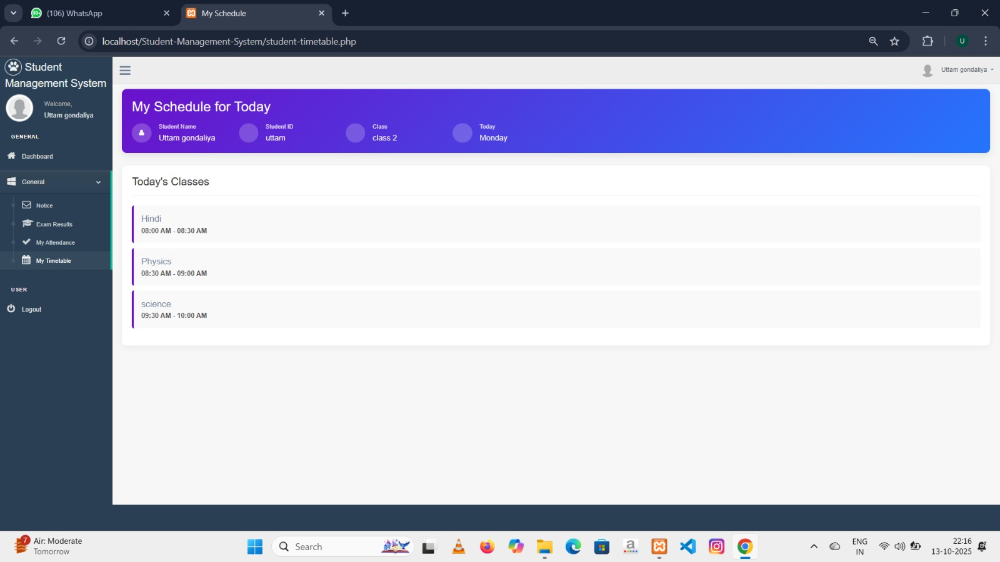 (106) WhatsApp
My Schedule
localhost/Student-Management-System/student-timetable.php
U
Student
Management System
Welcome,
Uttam gondaliya
GENERAL
Dashboard
General
Notice
Exam Results
My Attendance
My Timetable
USER
Logout
Uttam gondaliya
My Schedule for Today
Student Name
Uttam gondaliya
Student ID
uttam
Class
class 2
Today
Monday
Today's Classes
Hindi
08:00 AM - 08:30 AM
Physics
08:30 AM - 09:00 AM
science
09:30 AM - 10:00 AM
7
Air: Moderate
Tomorrow
Search
a
ENG
IN
22:16
13-10-2025